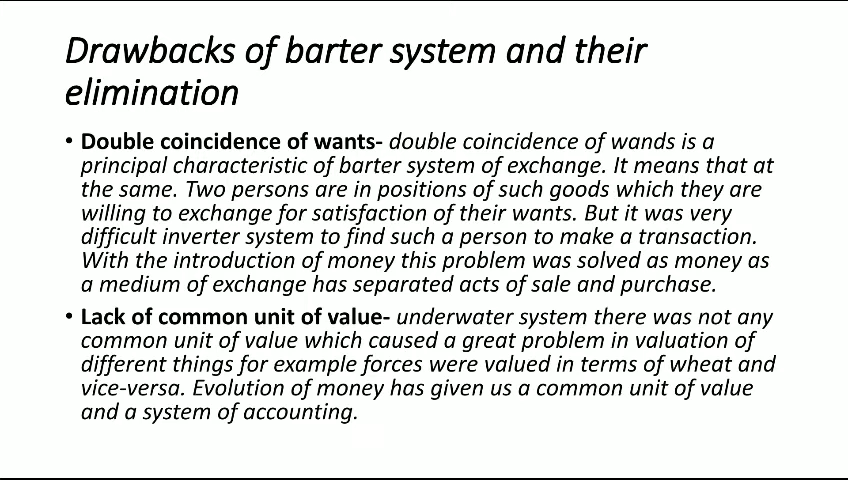 Drawbacks of barter system and their
elimination
• Double coincidence of wants- double coincidence of wands is a
principal characteristic of barter system of exchange. It means that at
the same. Two persons are in positions of such goods which they are
willing to exchange for satisfaction of their wants. But it was very
difficult inverter system to find such a person to make a transaction.
With the introduction of money this problem was solved as money as
a medium of exchange has separated acts of sale and purchase.
• Lack of common unit of value- underwater system there was not any
common unit of value which caused a great problem in valuation of
different things for example forces were valued in terms of wheat and
vice-versa. Evolution of money has given us a common unit of value
and a system of accounting.